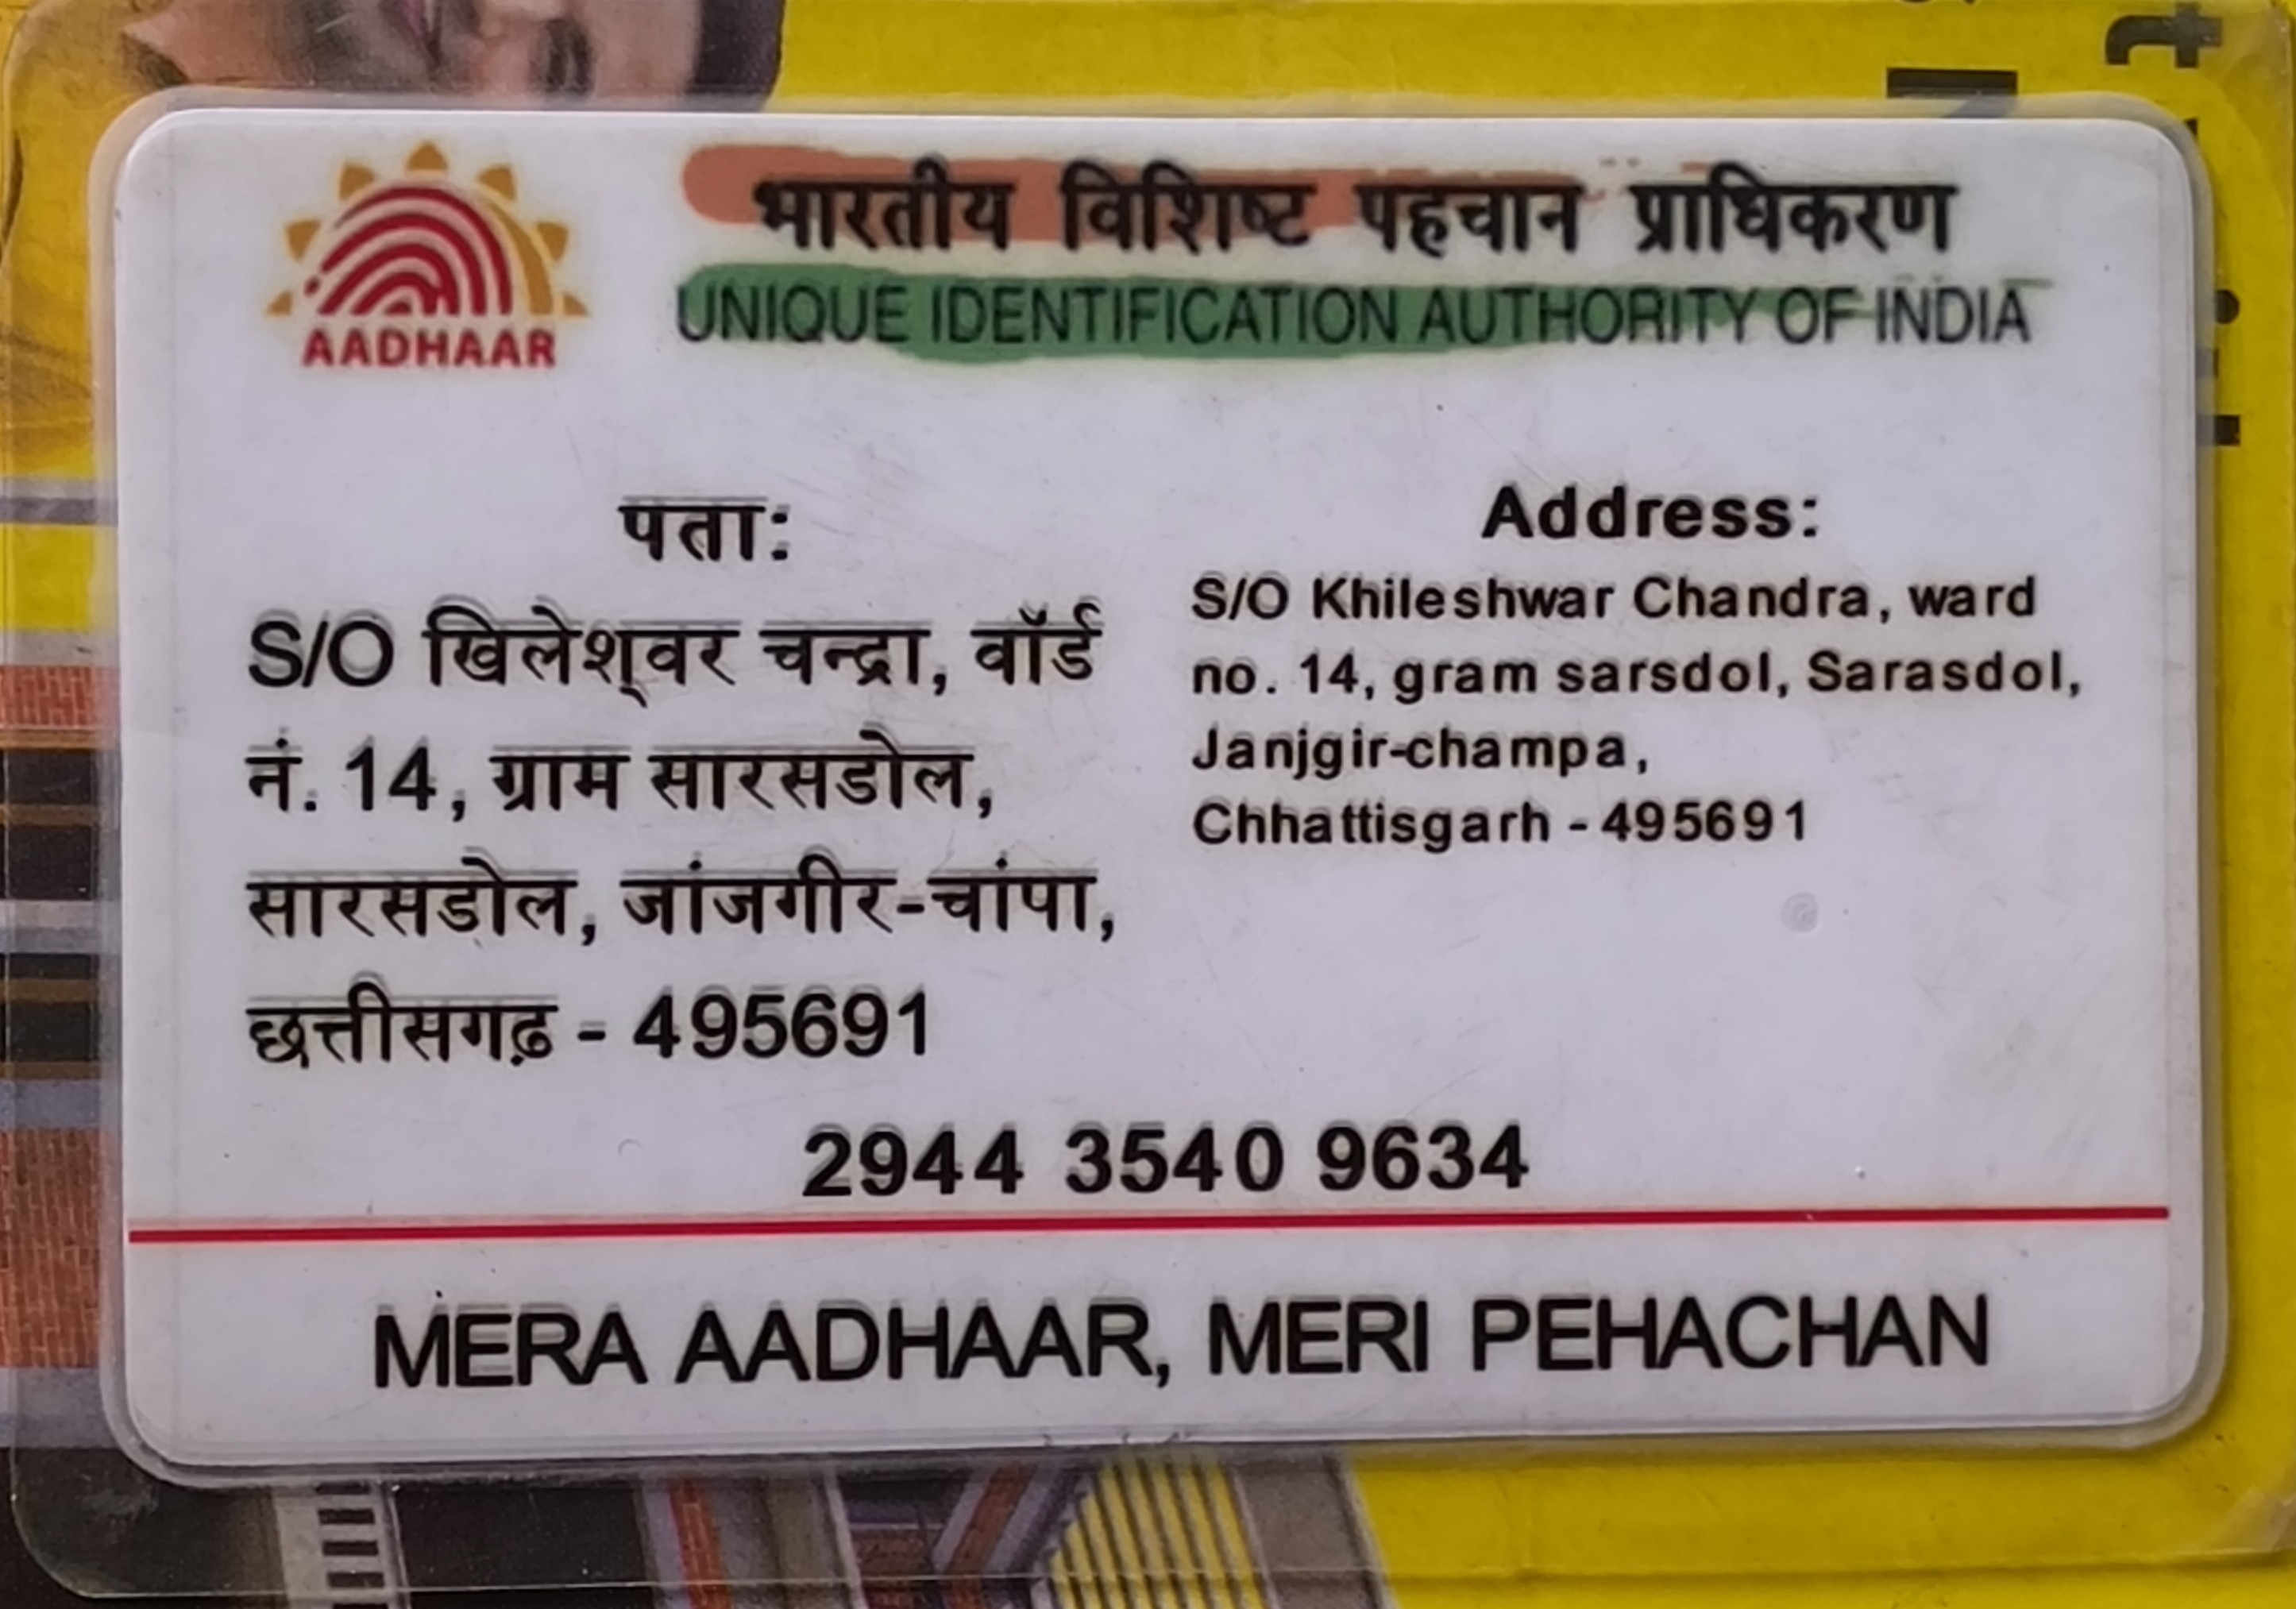 भारतीय विशिष्ट पहचान प्राधिकरण
UNIQUE IDENTIFICATION AUTHORITY OF INDIA
AADHAAR
पता:
S/O खिलेश्‌वर चन्द्रा, वॉर्ड
नं. 14, ग्राम सारसडोल,
सारसडोल, जांजगीर-चांपा,
छत्तीसगढ़ - 495691
Address:
S/O Khileshwar Chandra, ward
no. 14, gram sarsdol, Sarasdol,
Janjgir-champa,
Chhattisgarh - 495691
2944 3540 9634
MERA AADHAAR, MERI PEHACHAN